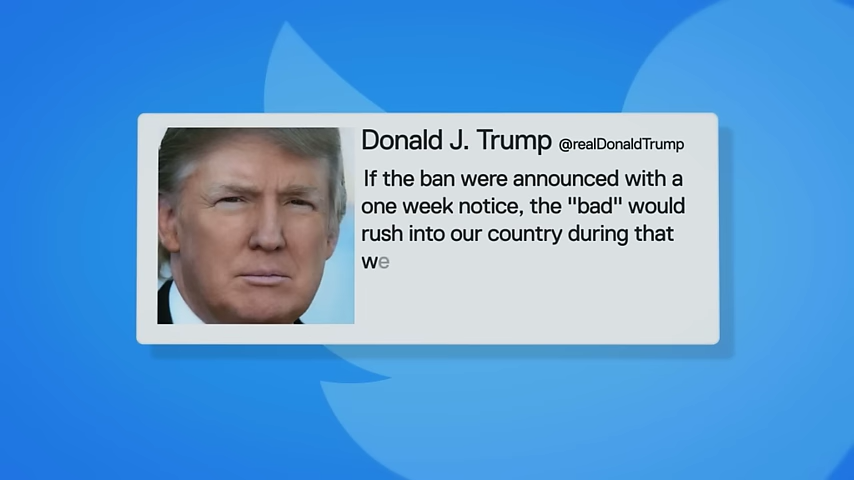 Donald J. Trump @realDonaldTrump
If the ban were announced with a
one week notice, the "bad" would
rush into our country during that
we